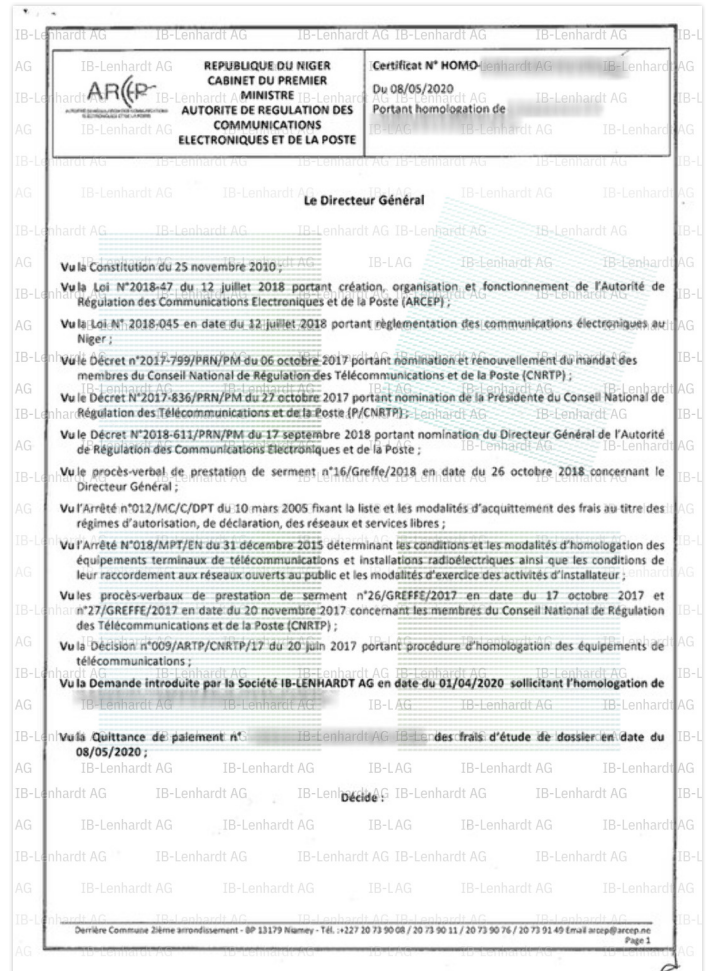 ARCEP
REPUBLIQUE DU NIGER
CABINET DU PREMIER
MINISTRE
AUTORITE DE REGULATION DES
COMMUNICATIONS
ELECTRONIQUES ET DE LA POSTE
Certificat N° HOMO-
Du 08/05/2020
Portant homologation de
Le Directeur Général
Vu la Constitution du 25 novembre 2010 ;
Vu la Loi N°2018-47 du 12 juillet 2018 portant création, organisation et fonctionnement de l'Autorité de
Régulation des Communications Electroniques et de la Poste (ARCEP) ;
Vu la Loi N° 2018-045 en date du 12 juillet 2018 portant règlementation des communications électroniques au
Niger ;
Vu le Décret n°2017-799/PRN/PM du 06 octobre 2017 portant nomination et renouvellement du mandat des
membres du Conseil National de Régulation des Télécommunications et de la Poste (CNRTP) ;
Vu le Décret n°2017-836/PRN/PM du 27 octobre 2017 portant nomination de la Présidente du Conseil National de
Régulation des Télécommunications et de la Poste (P/CNRTP) ;
Vu le Décret N°2018-611/PRN/PM du 17 septembre 2018 portant nomination du Directeur Général de l'Autorité
de Régulation des Communications Electroniques et de la Poste ;
Vu le procès-verbal de prestation de serment n°16/Greffe/2018 en date du 26 octobre 2018 concernant le
Directeur Général ;
Vu l'Arrêté n°012/MC/C/DPT du 10 mars 2005 fixant la liste et les modalités d'acquittement des frais au titre des
régimes d'autorisation, de déclaration, des réseaux et services libres ;
Vu l'Arrêté N°018/MPT/EN du 31 décembre 2015 déterminant les conditions et les modalités d'homologation des
équipements terminaux de télécommunications et installations radioélectriques ainsi que les conditions de
leur raccordement aux réseaux ouverts au public et les modalités d'exercice des activités d'installateur ;
Vu les procès-verbaux de prestation de serment n°26/GREFFE/2017 en date du 17 octobre 2017 et
n°27/GREFFE/2017 en date du 20 novembre 2017 concernant les membres du Conseil National de Régulation
des Télécommunications et de la Poste (CNRTP) ;
Vu la Décision n°009/ARTP/CNRTP/17 du 20 juin 2017 portant procédure d'homologation des équipements de
télécommunications ;
Vu la Demande introduite par la Société IB-LENHARDT AG en date du 01/04/2020 sollicitant l'homologation de
Vu la Quittance de paiement n° des frais d'étude de dossier en date du
08/05/2020 ;
Décide :
Derrière Commune 2ième arrondissement - BP 13179 Niamey - Tél. :+227 20 73 90 08 / 20 73 90 11 / 20 73 90 76 / 20 73 91 49 Email arcep@arcep.ne
Page 1